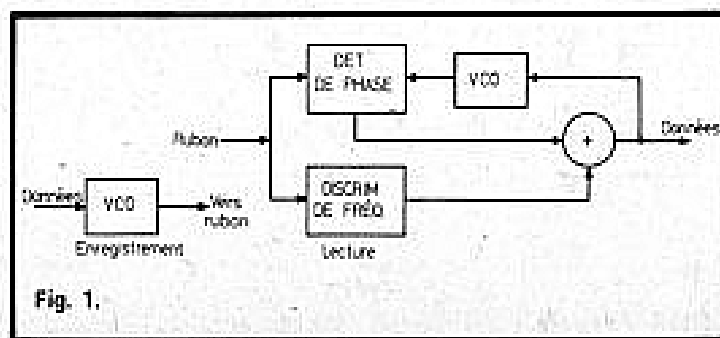 DET
DE PHASE
VCO
Ruban
+
Données
Données
VCO
Vers
ruban
Enregistrement
DISCRIM
DE FRÉQ
Lecture
Fig. 1.